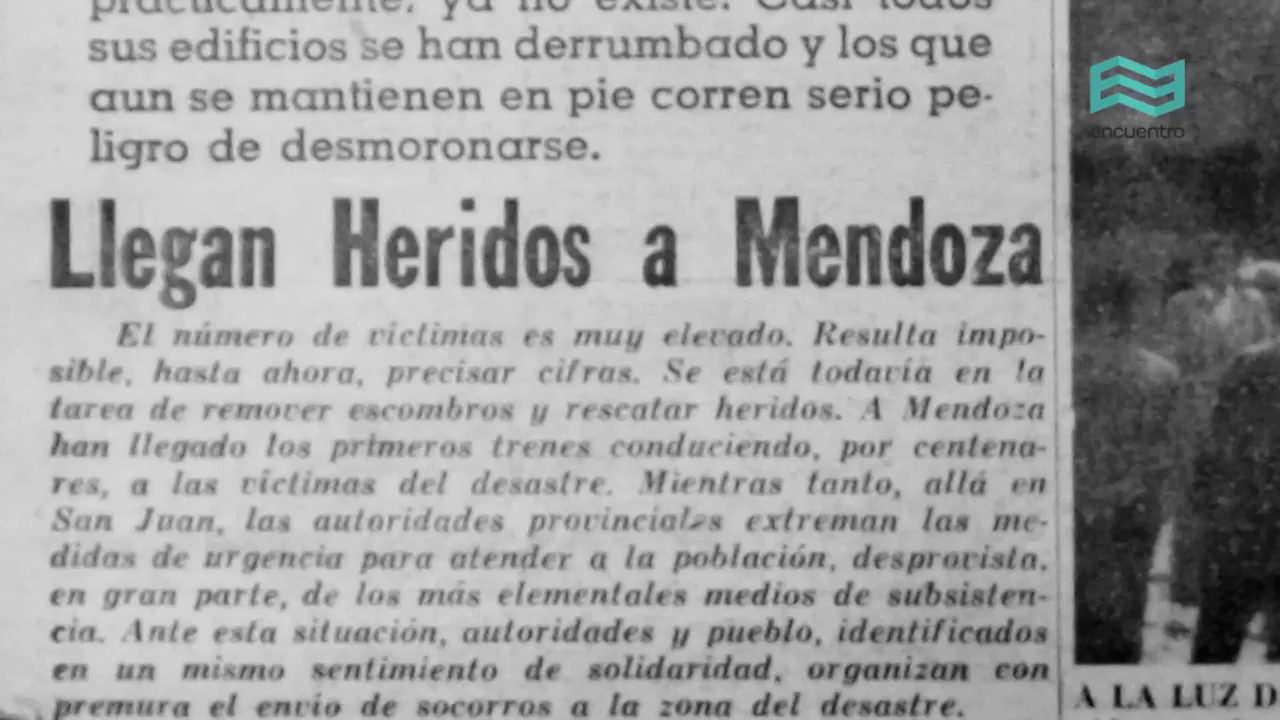 prácticamente, ya no existe. Casi todos
sus edificios se han derrumbado y los que
aun se mantienen en pie corren serio pe-
ligro de desmoronarse.
Llegan Heridos a Mendoza
El número de víctimas es muy elevado. Resulta impo-
sible, hasta ahora, precisar cifras. Se está todavía en la
tarea de remover escombros y rescatar heridos. A Mendoza
han llegado los primeros trenes conduciendo, por centena-
res, a las víctimas del desastre. Mientras tanto, allá en
San Juan, las autoridades provinciales extreman las me-
didas de urgencia para atender a la población, desprovista,
en gran parte, de los más elementales medios de subsisten-
cia. Ante esta situación, autoridades y pueblo, identificados
en un mismo sentimiento de solidaridad, organizan con
premura el envío de socorros a la zona del desastre.
encuentro
A LA LUZ D